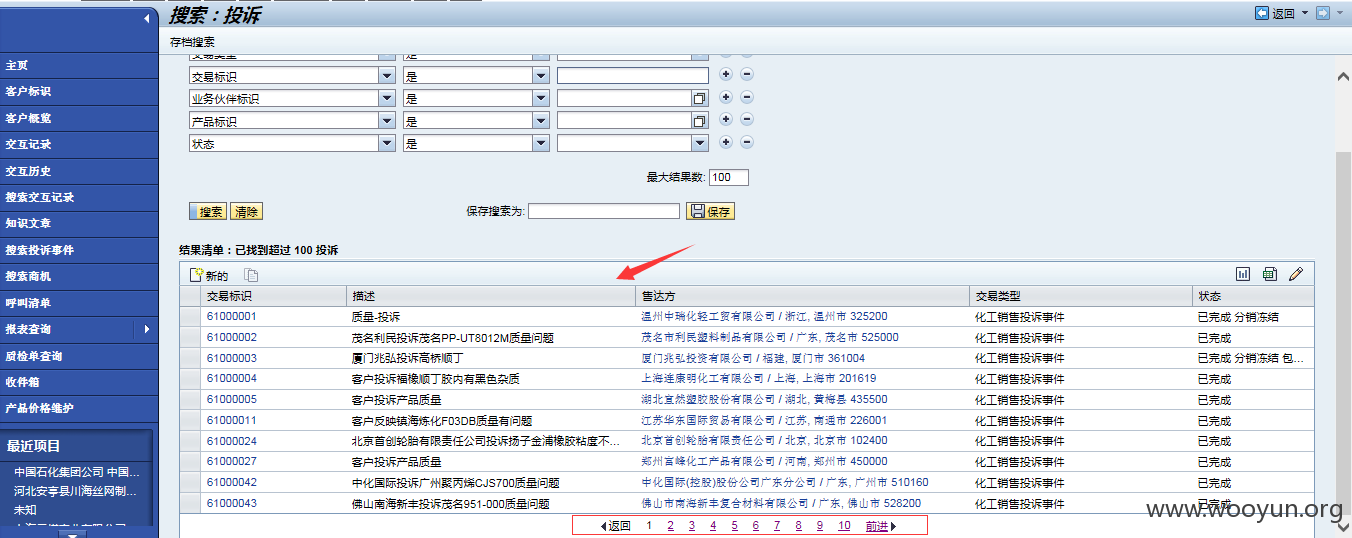 搜索：投诉
返回
存档搜索
主页
客户标识
客户概览
交互记录
交互历史
搜索交互记录
知识文章
搜索投诉事件
搜索商机
呼叫清单
报表查询
质检单查询
收件箱
产品价格维护
最近项目
中国石化集团公司 中国...
河北安亭县川海丝网制...
未知
交易标识 是
业务伙伴标识 是
产品标识 是
状态 是
最大结果数: 100
搜索 清除 保存搜索为: 保存
结果清单：已找到超过 100 投诉
新的
交易标识 描述 售达方 交易类型 状态
61000001 质量-投诉 温州中瑞化轻工贸有限公司 / 浙江, 温州市 325200 化工销售投诉事件 已完成 分销冻结
61000002 茂名利民投诉茂名PP-UT8012M质量问题 茂名市利民塑料制品有限公司 / 广东, 茂名市 525000 化工销售投诉事件 已完成
61000003 厦门兆弘投诉高桥顺丁 厦门兆弘投资有限公司 / 福建, 厦门市 361004 化工销售投诉事件 已完成 分销冻结 包...
61000004 客户投诉福橡顺丁胶内有黑色杂质 上海连康明化工有限公司 / 上海, 上海市 201619 化工销售投诉事件 已完成
61000005 客户投诉产品质量 湖北宜然塑胶股份有限公司 / 湖北, 黄梅县 435500 化工销售投诉事件 已完成
61000011 客户反映镇海炼化F03DB质量有问题 江苏华东国际贸易有限公司 / 江苏, 南通市 226001 化工销售投诉事件 已完成
61000024 北京首创轮胎有限责任公司投诉扬子金浦橡胶粘度不... 北京首创轮胎有限责任公司 / 北京, 北京市 102400 化工销售投诉事件 已完成
61000027 客户投诉产品质量 郑州富峰化工产品有限公司 / 河南, 郑州市 450000 化工销售投诉事件 已完成
61000042 中化国际投诉广州聚丙烯CJS700质量问题 中化国际(控股)股份公司广东分公司 / 广东, 广州市 510160 化工销售投诉事件 已完成
61000043 佛山南海新丰投诉茂名951-000质量问题 佛山市南海新丰复合材料有限公司 / 广东, 佛山市 528200 化工销售投诉事件 已完成
返回 1 2 3 4 5 6 7 8 9 10 前进
www.wooyun.org